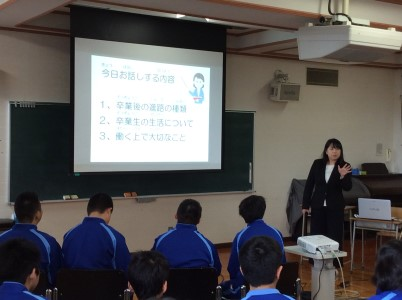 今日お話しする内容
1、卒業後の進路の種類
2、卒業生の生活について
3、働く上で大切なこと